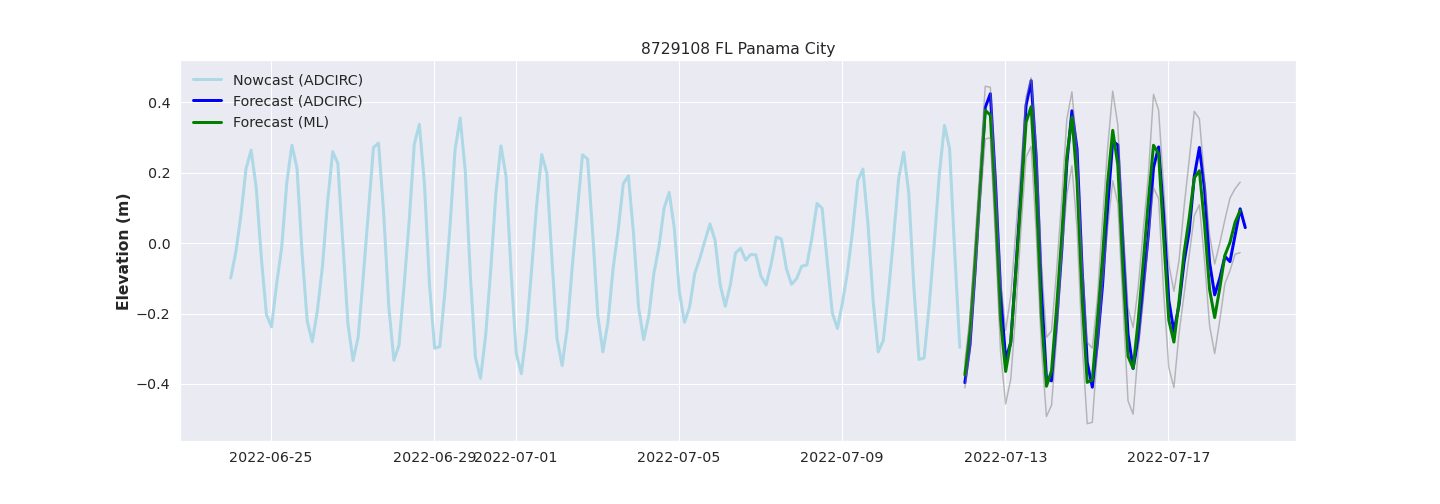 8729108 FL Panama City
Nowcast (ADCIRC)
Forecast (ADCIRC)
Forecast (ML)
Elevation (m)
0.4
0.2
0.0
−0.2
−0.4
2022-06-25
2022-06-29
2022-07-01
2022-07-05
2022-07-09
2022-07-13
2022-07-17